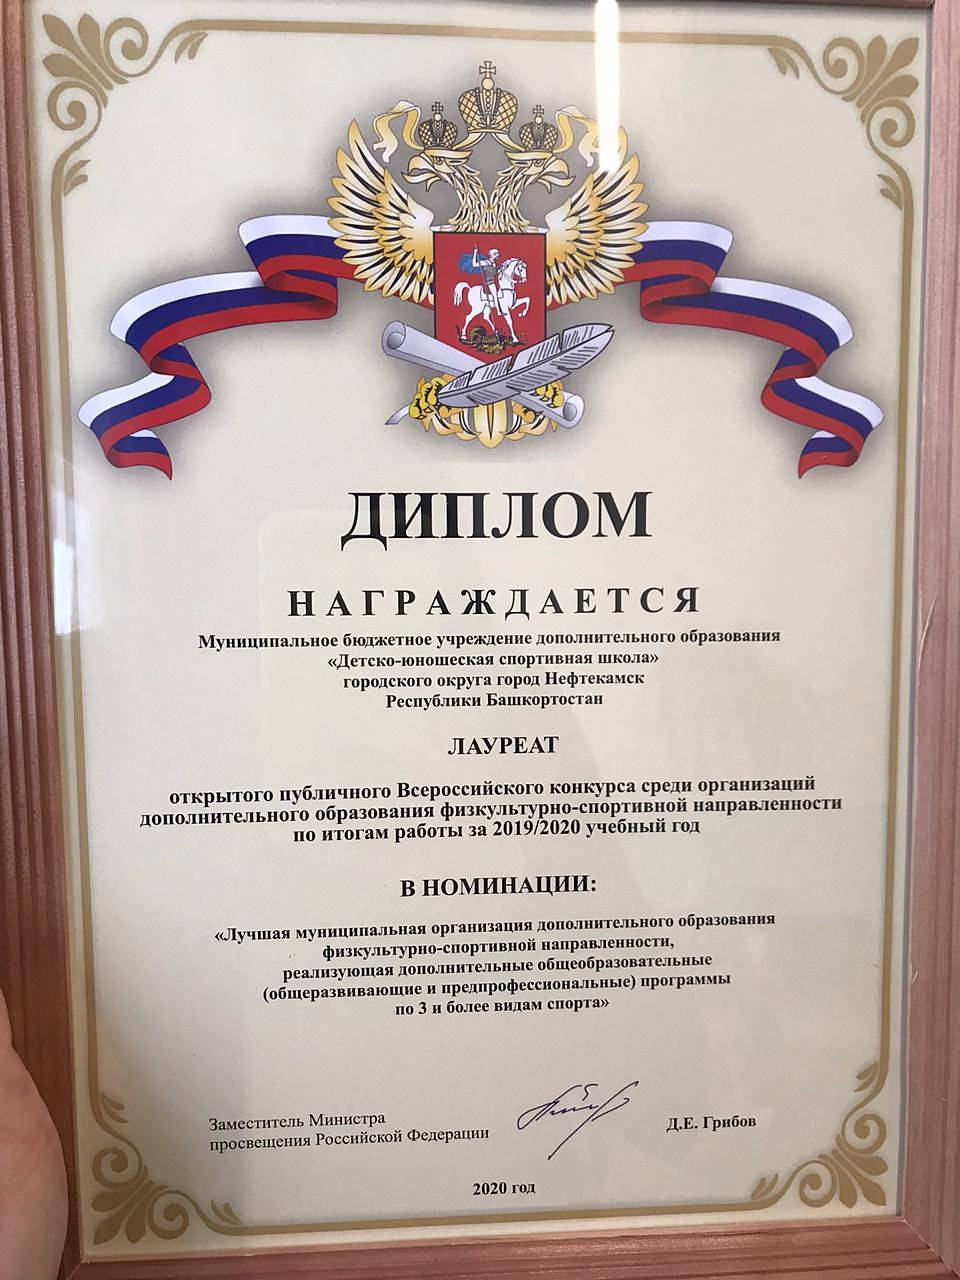 ДИПЛОМ
НАГРАЖДАЕТСЯ
Муниципальное бюджетное учреждение дополнительного образования
«Детско-юношеская спортивная школа»
городского округа город Нефтекамск
Республики Башкортостан
ЛАУРЕАТ
открытого публичного Всероссийского конкурса среди организаций
дополнительного образования физкультурно-спортивной направленности
по итогам работы за 2019/2020 учебный год
В НОМИНАЦИИ:
«Лучшая муниципальная организация дополнительного образования
физкультурно-спортивной направленности,
реализующая дополнительные общеобразовательные
(общеразвивающие и предпрофессиональные) программы
по 3 и более видам спорта»
Заместитель Министра
просвещения Российской Федерации
Д.Е. Грибов
2020 год